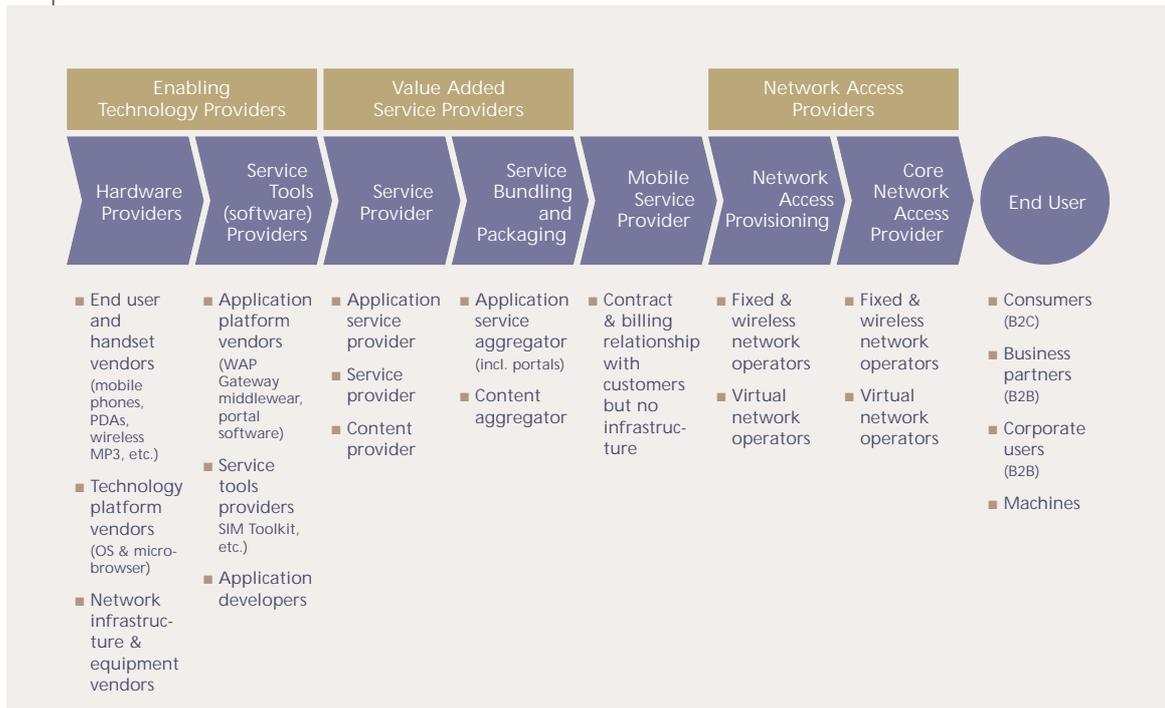 Enabling
Technology Providers
Value Added
Service Providers
Network Access
Providers
Hardware
Providers
Service
Tools
(software)
Providers
Service
Provider
Service
Bundling
and
Packaging
Mobile
Service
Provider
Network
Access
Provisioning
Core
Network
Access
Provider
End User
■ End user
and
handset
vendors
(mobile
phones,
PDAs,
wireless
MP3, etc.)
■ Technology
platform
vendors
(OS & micro-
browser)
■ Network
infrastruc-
ture &
equipment
vendors
■ Application
platform
vendors
(WAP
Gateway
middlewear,
portal
software)
■ Service
tools
providers
SIM Toolkit,
etc.)
■ Application
developers
■ Application
service
provider
■ Service
provider
■ Content
provider
■ Application
service
aggregator
(incl. portals)
■ Content
aggregator
■ Contract
& billing
relationship
with
customers
but no
infrastruc-
ture
■ Fixed &
wireless
network
operators
■ Virtual
network
operators
■ Fixed &
wireless
network
operators
■ Virtual
network
operators
■ Consumers
(B2C)
■ Business
partners
(B2B)
■ Corporate
users
(B2B)
■ Machines